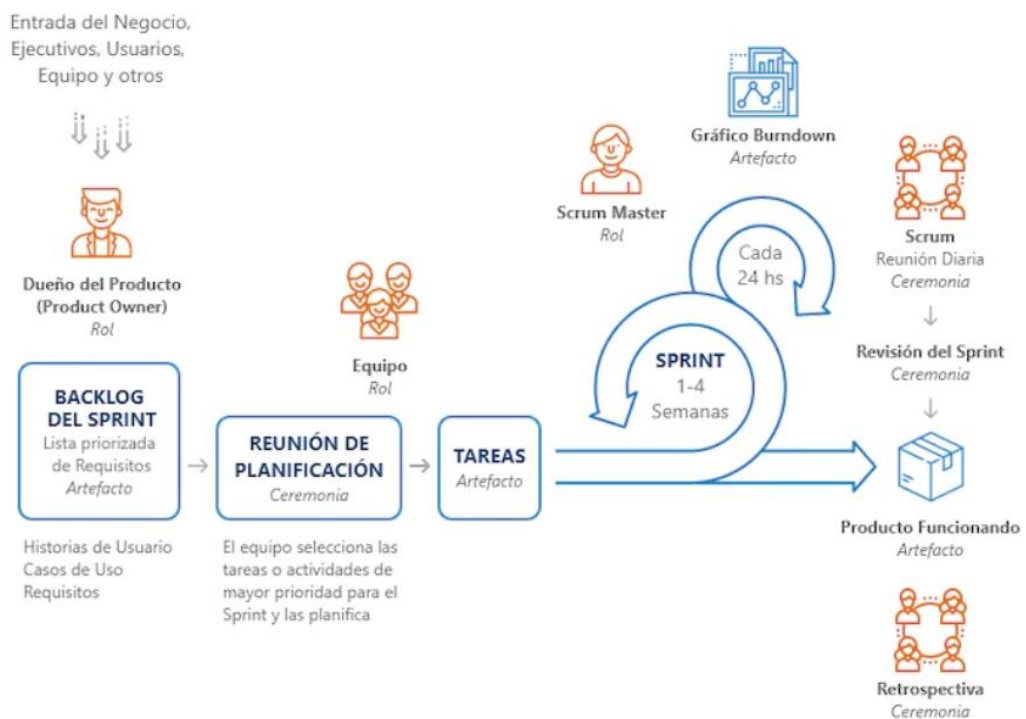 Entrada del Negocio,
Ejecutivos, Usuarios,
Equipo y otros
Dueño del Producto
(Product Owner)
Rol
BACKLOG
DEL SPRINT
Lista priorizada
de Requisitos
Artefacto
Historias de Usuario
Casos de Uso
Requisitos
Equipo
Rol
REUNIÓN DE
PLANIFICACIÓN
Ceremonia
El equipo selecciona las
tareas o actividades de
mayor prioridad para el
Sprint y las planifica
TAREAS
Artefacto
Scrum Master
Rol
Gráfico Burndown
Artefacto
Cada
24 hs
SPRINT
1-4
Semanas
Scrum
Reunión Diaria
Ceremonia
Revisión del Sprint
Ceremonia
Producto Funcionando
Artefacto
Retrospectiva
Ceremonia